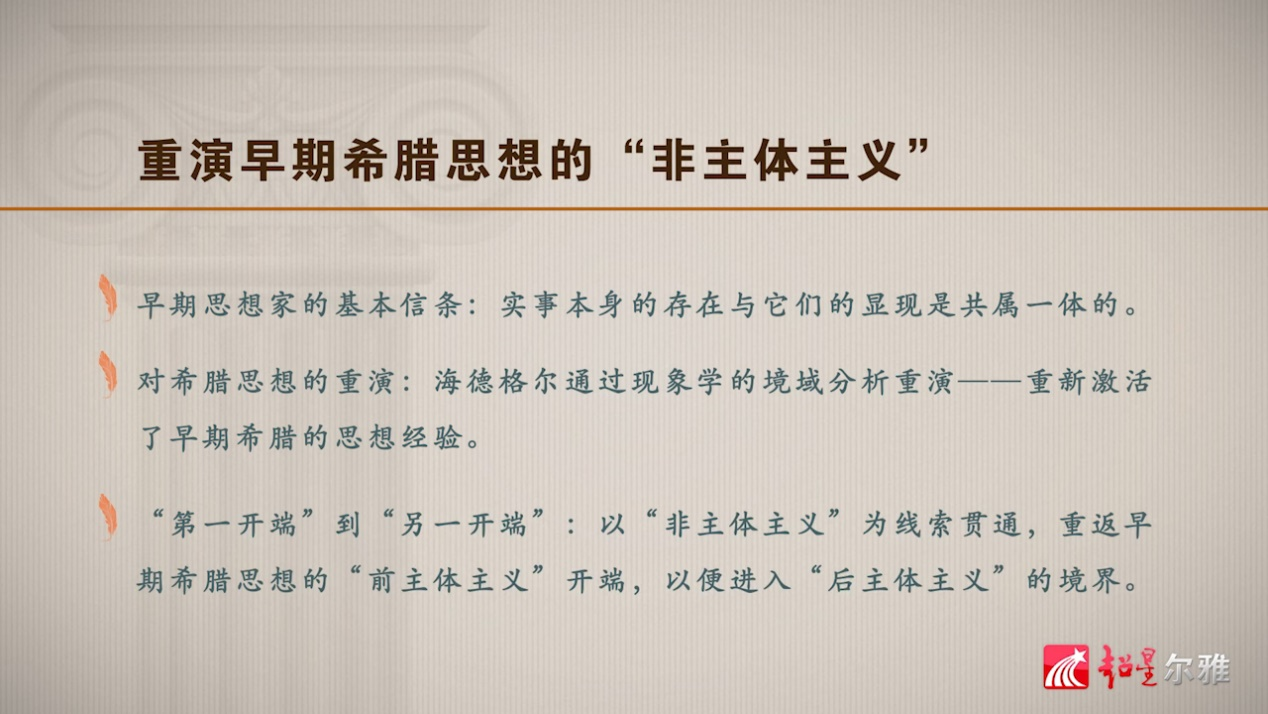 重演早期希腊思想的“非主体主义”
早期思想家的基本信条：实事本身的存在与它们的显现是共属一体的。
对希腊思想的重演：海德格尔通过现象学的境域分析重演——重新激活
了早期希腊的思想经验。
“第一开端”到“另一开端”：以“非主体主义”为线索贯通，重返早
期希腊思想的“前主体主义”开端，以便进入“后主体主义”的境界。
超星尔雅